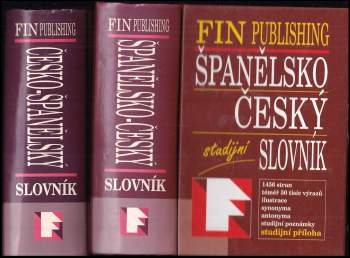 FIN PUBLISHING
ČESKO-ŠPANĚLSKÝ
SLOVNÍK
FIN PUBLISHING
ŠPANĚLSKO-ČESKÝ
SLOVNÍK
FIN PUBLISHING
ŠPANĚLSKO
ČESKÝ
studijní
SLOVNÍK
1456 stran
téměř 50 tisíc výrazů
ilustrace
synonyma
antonyma
studijní poznámky
studijní příloha